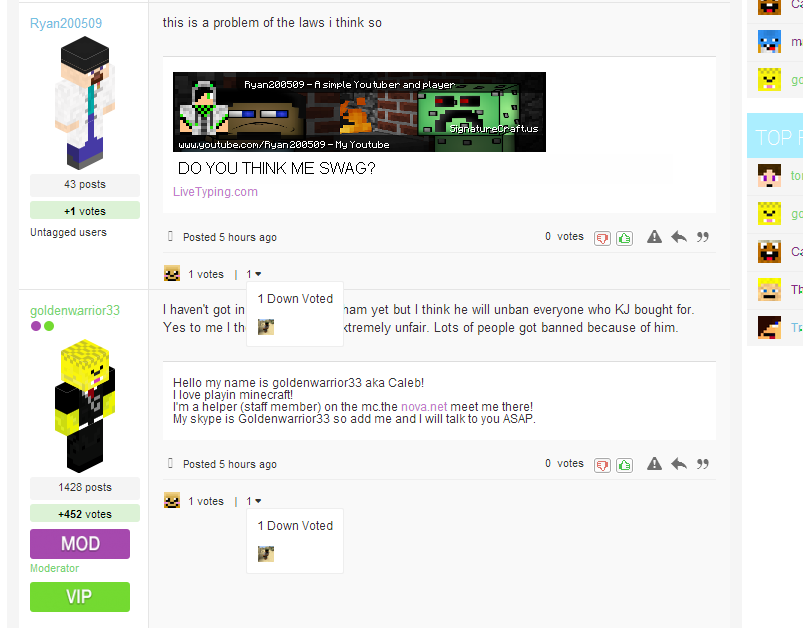 Ryan200509
this is a problem of the laws i think so
Ryan200509 - A simple Youtuber and player
SignatureCraft.us
www.youtube.com/Ryan200509 - My Youtube
DO YOU THINK ME SWAG?
LiveTyping.com
43 posts
+1 votes
Untagged users
Posted 5 hours ago
0 votes
1 votes | 1
1 Down Voted
goldenwarrior33
I haven't got in
ham yet but I think he will unban everyone who KJ bought for.
Yes to me I th
xtremely unfair. Lots of people got banned because of him.
Hello my name is goldenwarrior33 aka Caleb!
I love playin minecraft!
I'm a helper (staff member) on the mc.the nova.net meet me there!
My skype is Goldenwarrior33 so add me and I will talk to you ASAP.
1428 posts
+452 votes
MOD
Moderator
VIP
Posted 5 hours ago
0 votes
1 votes | 1
1 Down Voted
Ca
m
go
TOP
to
go
Ca
Th